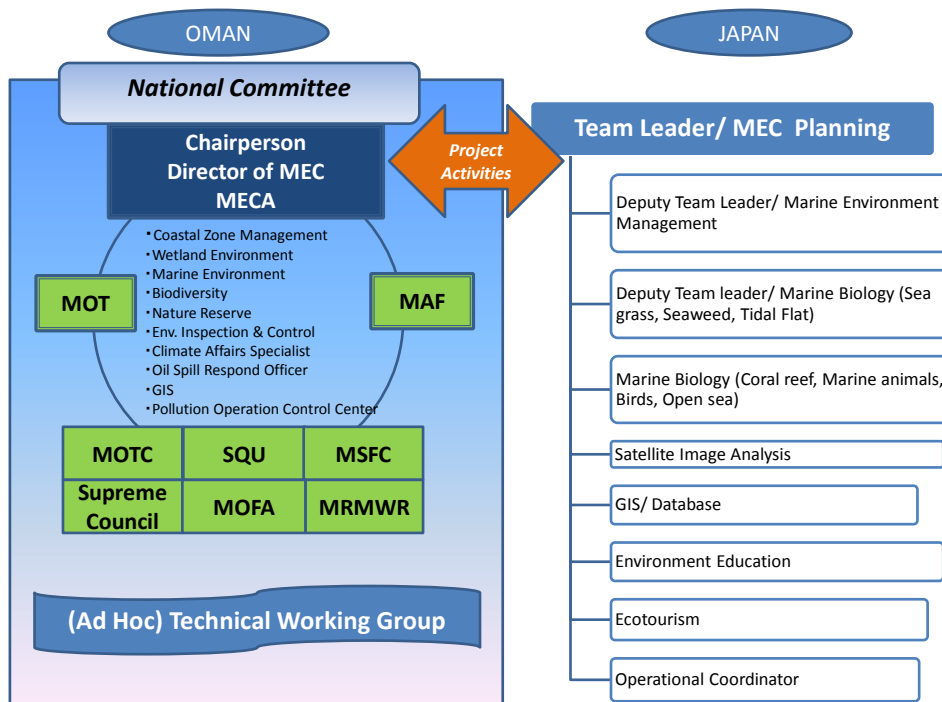 OMAN
National Committee
Chairperson
Director of MEC
MECA
・Coastal Zone Management
・Wetland Environment
・Marine Environment
・Biodiversity
・Nature Reserve
・Env. Inspection & Control
・Climate Affairs Specialist
・Oil Spill Respond Officer
・GIS
・Pollution Operation Control Center
MOT
MAF
MOTC SQU MSFC
Supreme
Council
MOFA MRMWR
(Ad Hoc) Technical Working Group
Project
Activities
JAPAN
Team Leader/ MEC Planning
Deputy Team Leader/ Marine Environment
Management
Deputy Team leader/ Marine Biology (Sea
grass, Seaweed, Tidal Flat)
Marine Biology (Coral reef, Marine animals,
Birds, Open sea)
Satellite Image Analysis
GIS/ Database
Environment Education
Ecotourism
Operational Coordinator